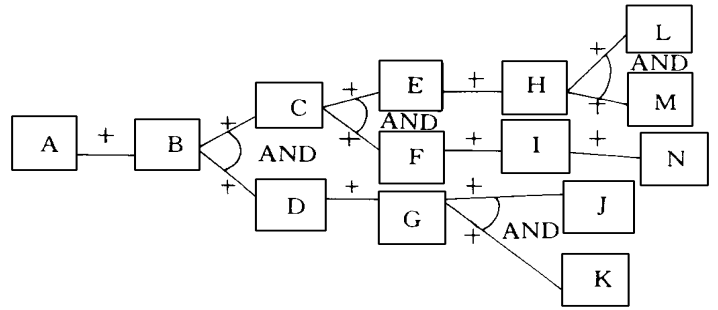 L
+
AND
E + H
+
C
M
+
+
AND
+
+
A + B
AND
F
I
N
+
+
D + G
+
J
AND
+
K